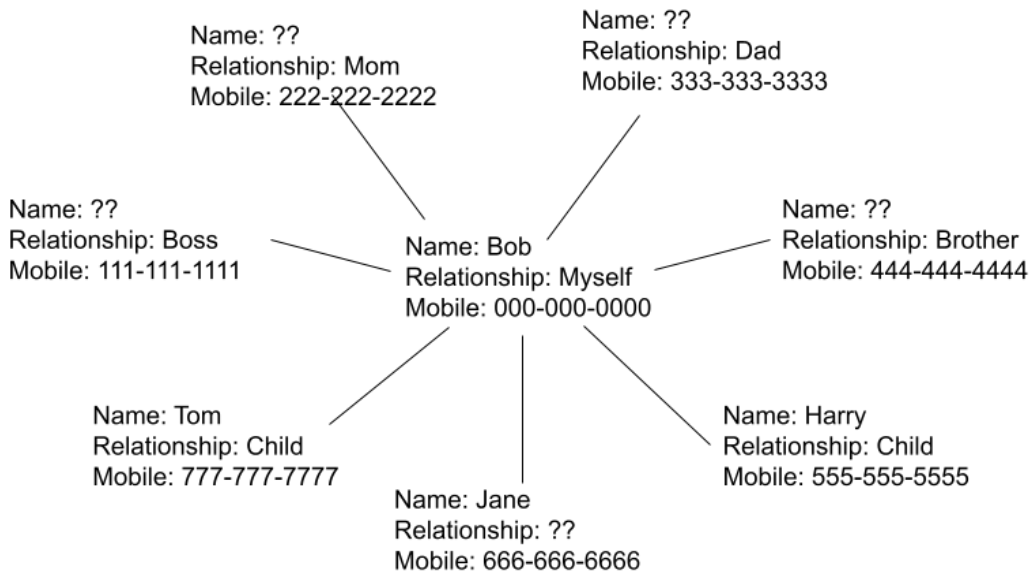 Name: ??
Relationship: Mom
Mobile: 222-222-2222
Name: ??
Relationship: Dad
Mobile: 333-333-3333
Name: ??
Relationship: Boss
Mobile: 111-111-1111
Name: Bob
Relationship: Myself
Mobile: 000-000-0000
Name: ??
Relationship: Brother
Mobile: 444-444-4444
Name: Tom
Relationship: Child
Mobile: 777-777-7777
Name: Jane
Relationship: ??
Mobile: 666-666-6666
Name: Harry
Relationship: Child
Mobile: 555-555-5555